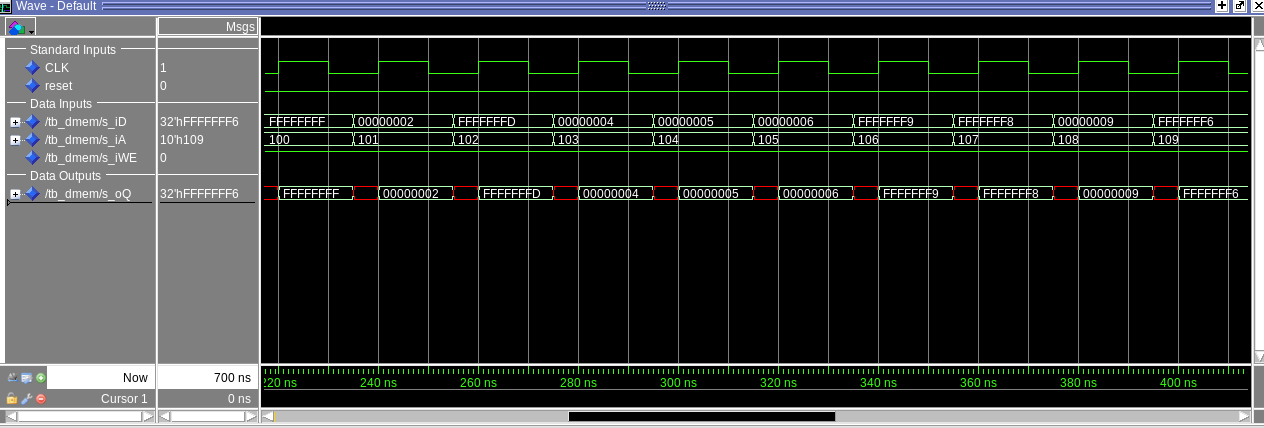 Wave - Default
Msgs
Standard Inputs
CLK 1
reset 0
Data Inputs
/tb_dmem/s_iD 32'hFFFFFFF6 FFFFFFFF 00000002 FFFFFFFD 00000004 00000005 00000006 FFFFFFF9 FFFFFFF8 00000009 FFFFFFF6
/tb_dmem/s_iA 10'h109 100 101 102 103 104 105 106 107 108 109
/tb_dmem/s_iWE 0
Data Outputs
/tb_dmem/s_oQ 32'hFFFFFFF6 FFFFFFFF 00000002 FFFFFFFD 00000004 00000005 00000006 FFFFFFF9 FFFFFFF8 00000009 FFFFFFF6
Now 700 ns 220 ns 240 ns 260 ns 280 ns 300 ns 320 ns 340 ns 360 ns 380 ns 400 ns
Cursor 1 0 ns